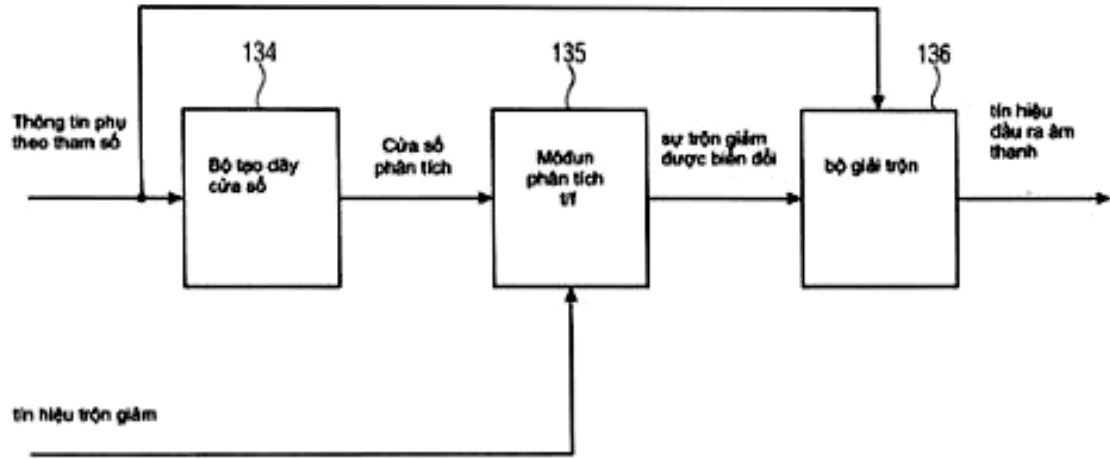 134
135
136
Thông tin phụ
theo tham số
Bộ tạo dãy
cửa sổ
Cửa sổ
phân tích
Môđun
phân tích
t/f
sự trộn giảm
được biến đổi
bộ giải trộn
tín hiệu
đầu ra âm
thanh
tín hiệu trộn giảm